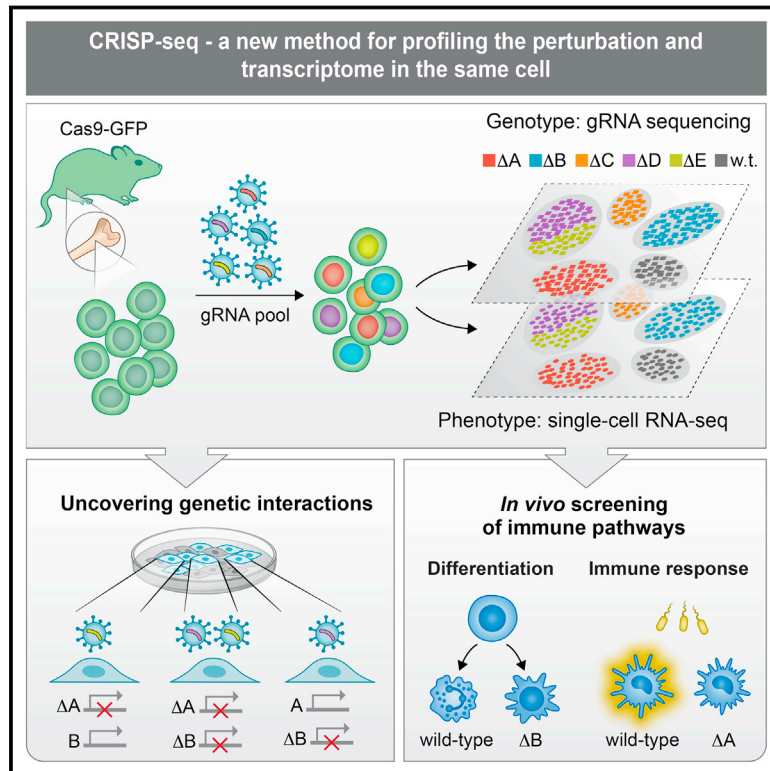 CRISP-seq - a new method for profiling the perturbation and
transcriptome in the same cell
Cas9-GFP
gRNA pool
Genotype: gRNA sequencing
ΔA ΔB ΔC ΔD ΔE w.t.
Phenotype: single-cell RNA-seq
Uncovering genetic interactions
ΔA ΔA A
B ΔB ΔB
In vivo screening
of immune pathways
Differentiation Immune response
wild-type ΔB wild-type ΔA